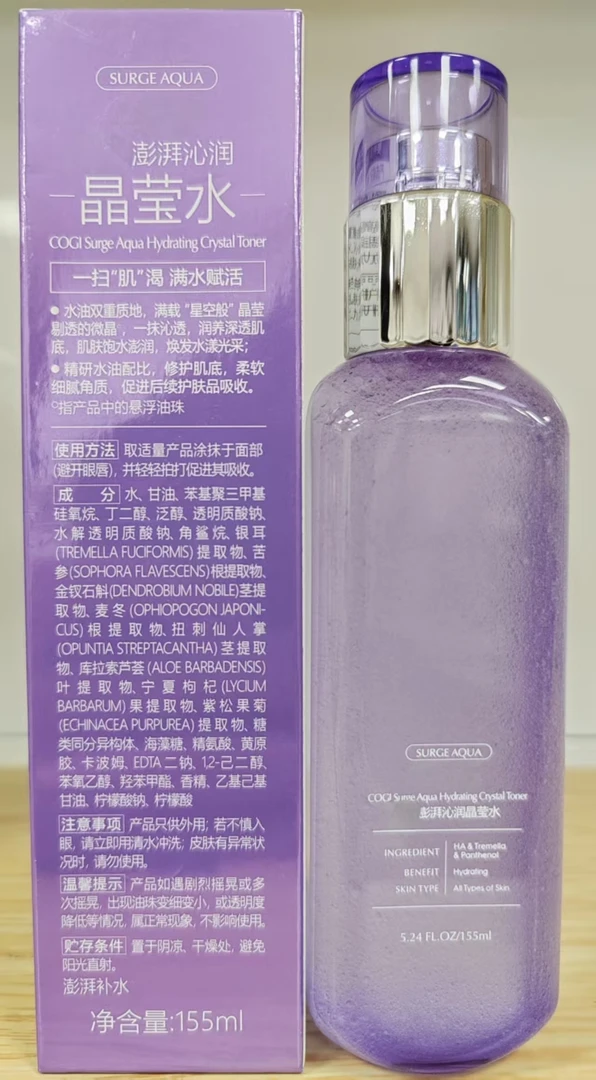 SURGE AQUA
澎湃沁润
晶莹水
COGI Surge Aqua Hydrating Crystal Toner
一扫"肌"渴 满水赋活
● 水油双重质地，满载"星空般"晶莹
剔透的微晶°，一抹沁透，润养深透肌
底，肌肤饱水澎润，焕发水漾光采；
● 精研水油配比，修护肌底，柔软
细腻角质，促进后续护肤品吸收。
°指产品中的悬浮油珠
使用方法 取适量产品涂抹于面部
(避开眼唇)，并轻轻拍打促进其吸收。
成 分 水、甘油、苯基聚三甲基
硅氧烷、丁二醇、泛醇、透明质酸钠、
水解透明质酸钠、角鲨烷、银耳
(TREMELLA FUCIFORMIS) 提取物、苦
参(SOPHORA FLAVESCENS)根提取物、
金钗石斛(DENDROBIUM NOBILE)茎提
取物、麦冬(OPHIOPOGON JAPONI-
CUS)根提取物、扭刺仙人掌
(OPUNTIA STREPTACANTHA)茎提取
物、库拉索芦荟(ALOE BARBADENSIS)
叶提取物、宁夏枸杞(LYCIUM
BARBARUM)果提取物、紫松果菊
(ECHINACEA PURPUREA)提取物、糖
类同分异构体、海藻糖、精氨酸、黄原
胶、卡波姆、EDTA二钠、1,2-己二醇、
苯氧乙醇、羟苯甲酯、香精、乙基己基
甘油、柠檬酸钠、柠檬酸
注意事项 产品只供外用；若不慎入
眼，请立即用清水冲洗；皮肤有异常状
况时，请勿使用。
温馨提示 产品如遇剧烈摇晃或多
次摇晃，出现油珠变细变小，或透明度
降低等情况，属正常现象，不影响使用。
贮存条件 置于阴凉、干燥处，避免
阳光直射。
澎湃补水
净含量:155ml
SURGE AQUA
COGI Surge Aqua Hydrating Crystal Toner
澎湃沁润晶莹水
INGREDIENT HA & Tremella
& Panthenol
BENEFIT Hydrating
SKIN TYPE All Types of Skin
5.24 FL.OZ/155ml